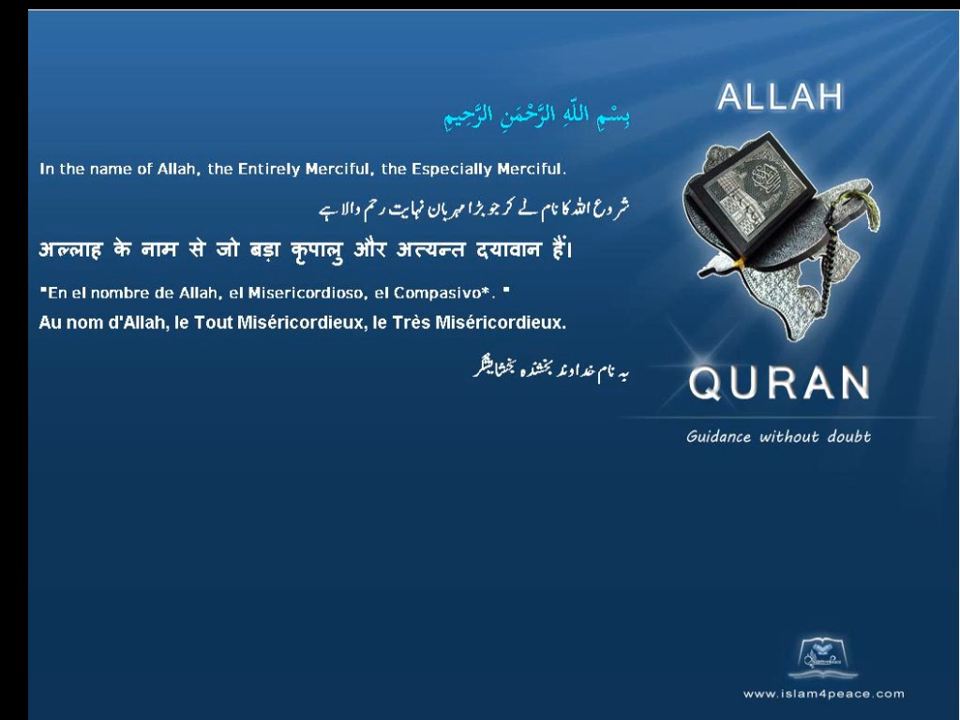 بِسْمِ اللَّهِ الرَّحْمَنِ الرَّحِيمِ
In the name of Allah, the Entirely Merciful, the Especially Merciful.
شروع اللہ کا نام لے کر جو بڑا مہربان نہایت رحم والا ہے
अल्लाह के नाम से जो बड़ा कृपालु और अत्यन्त दयावान हैं।
"En el nombre de Allah, el Misericordioso, el Compasivo*. "
Au nom d'Allah, le Tout Miséricordieux, le Très Miséricordieux.
به نام خداوند بخشنده بخشایشگر
ALLAH
QURAN
Guidance without doubt
www.islam4peace.com